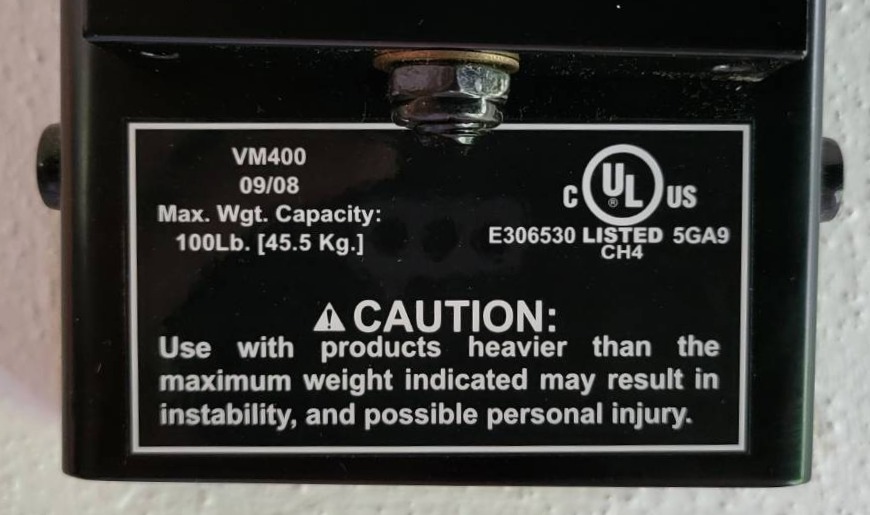 VM400
09/08
Max. Wgt. Capacity:
100Lb. [45.5 Kg.]
C UL ® US
E306530 LISTED 5GA9
CH4
⚠ CAUTION:
Use with products heavier than the
maximum weight indicated may result in
instability, and possible personal injury.